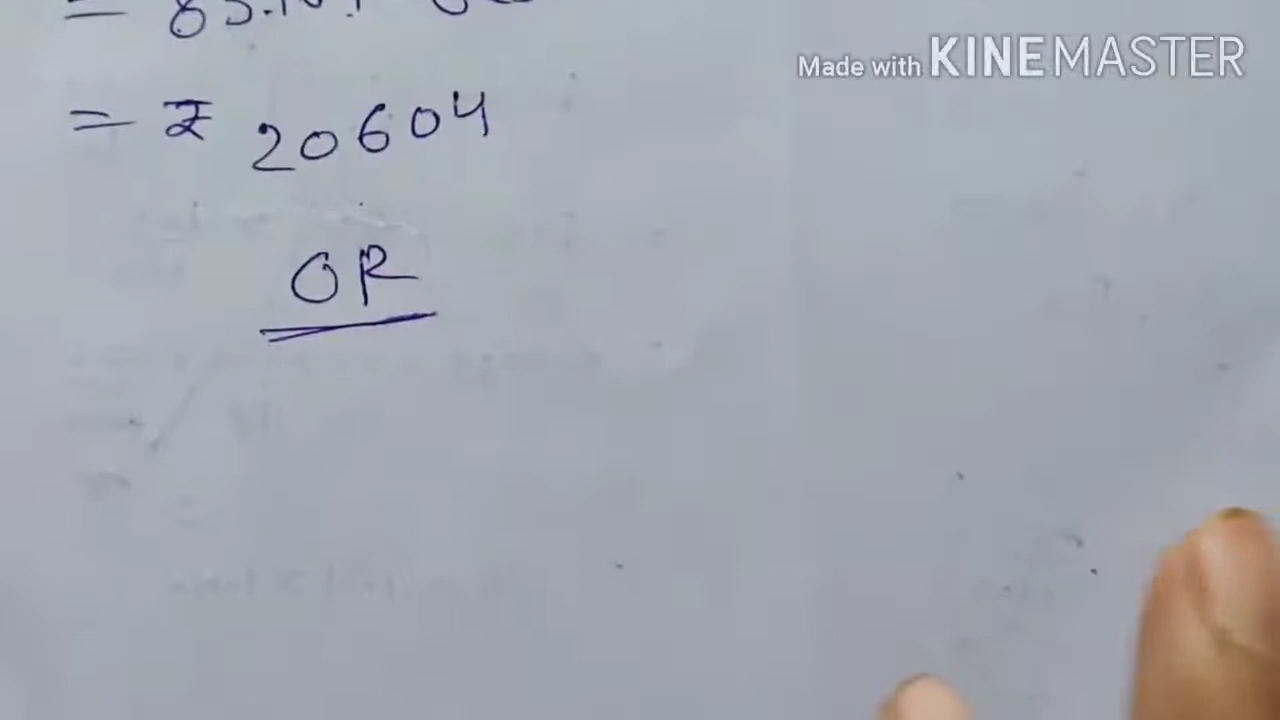 Made with KINEMASTER
= ₹ 20604
OR